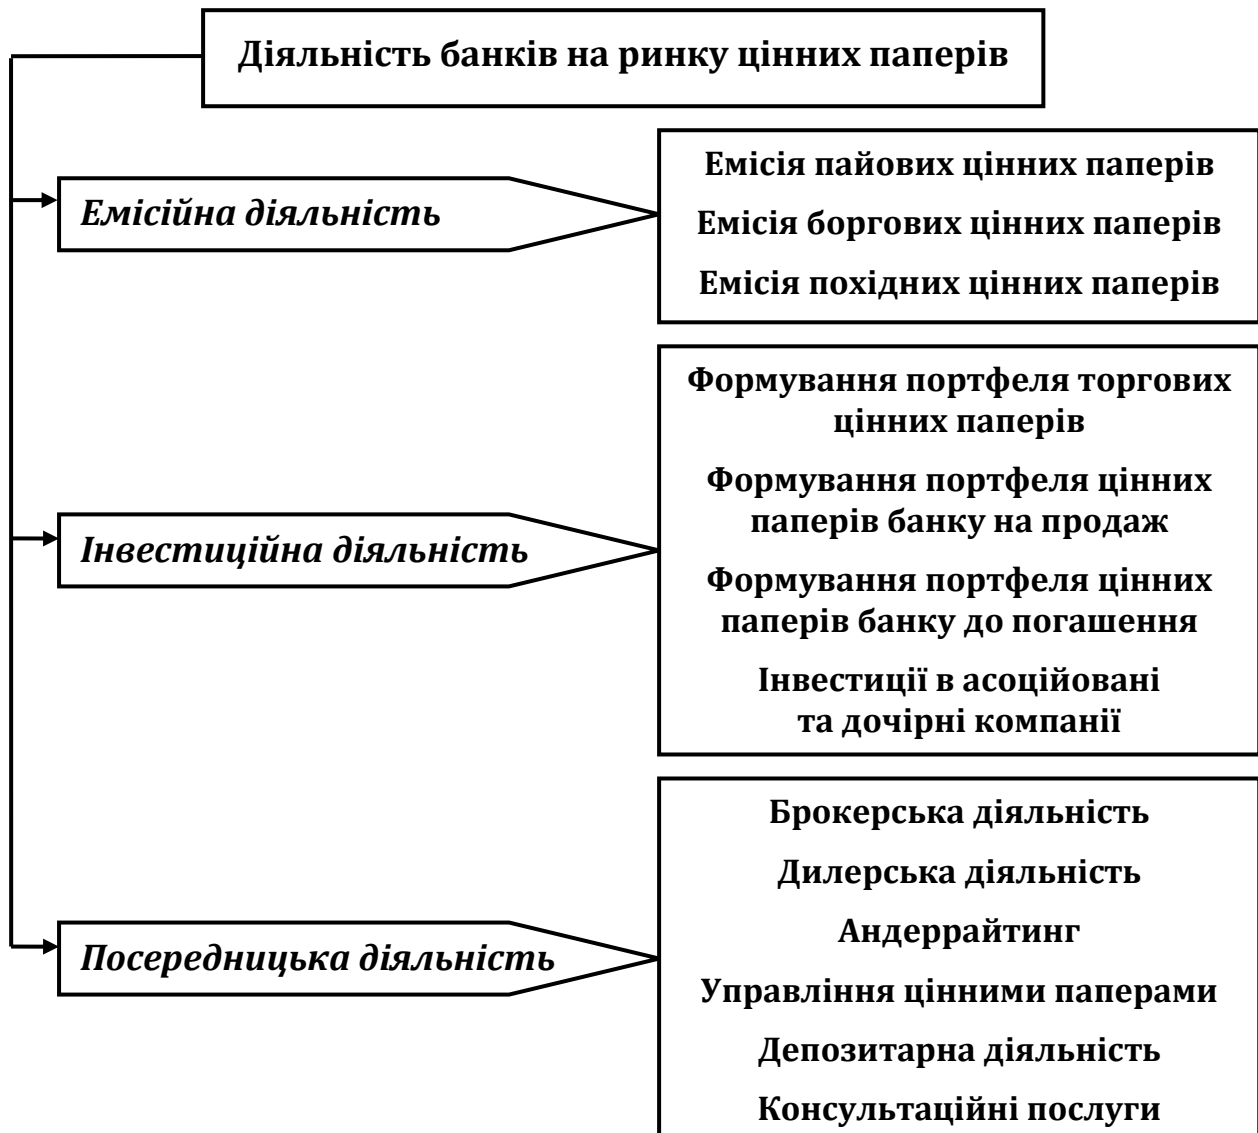 Діяльність банків на ринку цінних паперів
Емісійна діяльність
Емісія пайових цінних паперів
Емісія боргових цінних паперів
Емісія похідних цінних паперів
Інвестиційна діяльність
Формування портфеля торгових
цінних паперів
Формування портфеля цінних
паперів банку на продаж
Формування портфеля цінних
паперів банку до погашення
Інвестиції в асоційовані
та дочірні компанії
Посередницька діяльність
Брокерська діяльність
Дилерська діяльність
Андеррайтинг
Управління цінними паперами
Депозитарна діяльність
Консультаційні послуги